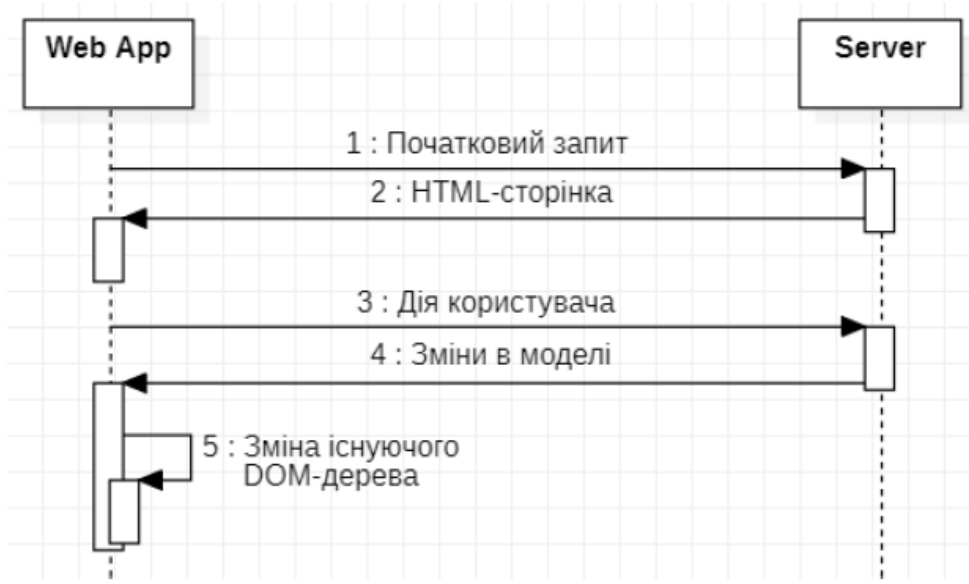 Web App
Server
1 : Початковий запит
2 : HTML-сторінка
3 : Дія користувача
4 : Зміни в моделі
5 : Зміна існуючого
DOM-дерева